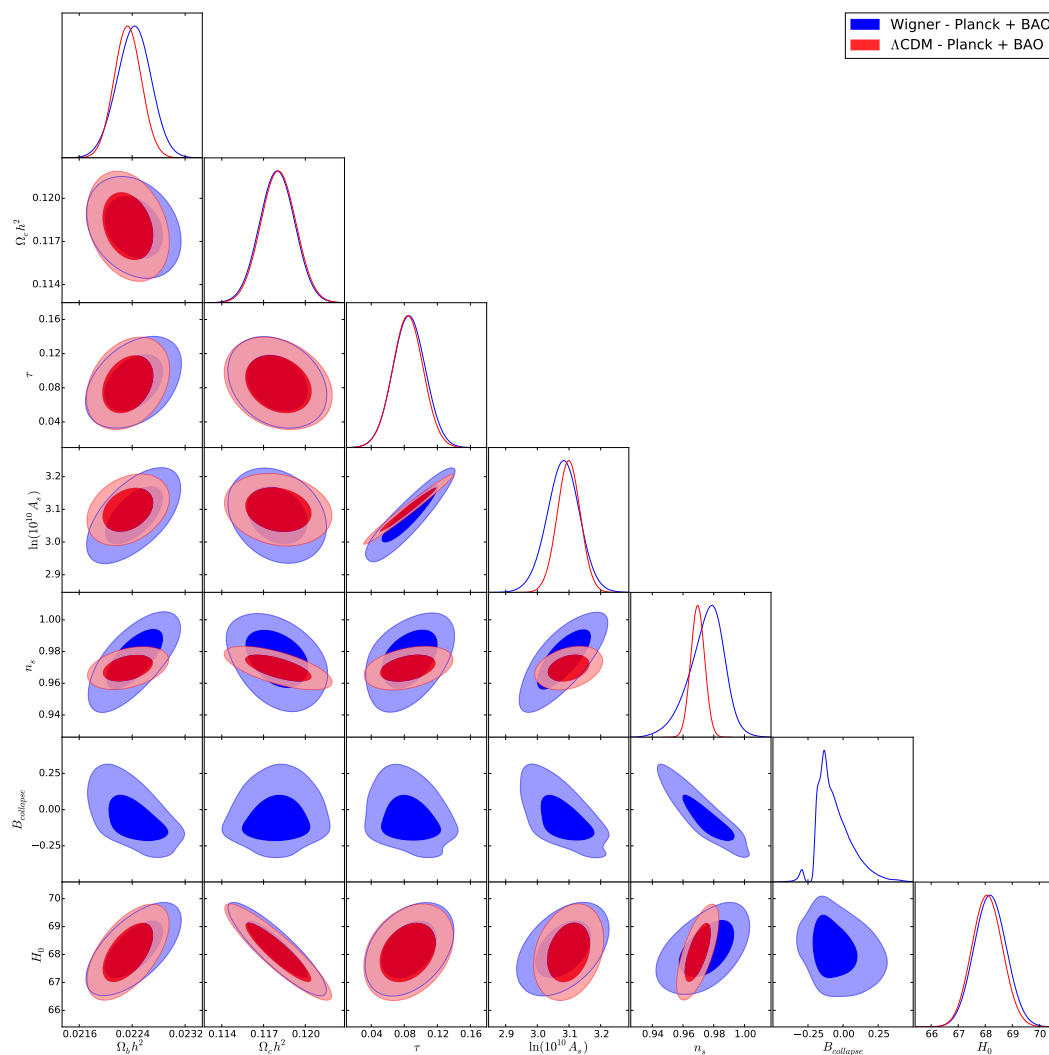 Wigner - Planck + BAO
ΛCDM - Planck + BAO
0.120
0.117
0.114
Ω_c h²
0.16
0.12
0.08
0.04
τ
3.2
3.1
3.0
2.9
ln(10¹⁰ A_s)
1.00
0.98
0.96
0.94
n_s
0.25
0.00
−0.25
B_collapse
70
69
68
67
66
H_0
0.0216 0.0224 0.0232
0.114 0.117 0.120
0.04 0.08 0.12 0.16
2.9 3.0 3.1 3.2
0.94 0.96 0.98 1.00
−0.25 0.00 0.25
66 67 68 69 70
Ω_b h²
Ω_c h²
τ
ln(10¹⁰ A_s)
n_s
B_collapse
H_0